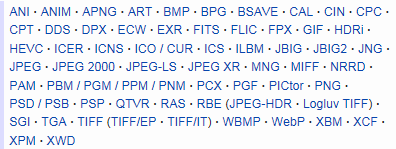 ANI · ANIM · APNG · ART · BMP · BPG · BSAVE · CAL · CIN · CPC ·
CPT · DDS · DPX · ECW · EXR · FITS · FLIC · FPX · GIF · HDRi ·
HEVC · ICER · ICNS · ICO / CUR · ICS · ILBM · JBIG · JBIG2 · JNG ·
JPEG · JPEG 2000 · JPEG-LS · JPEG XR · MNG · MIFF · NRRD ·
PAM · PBM / PGM / PPM / PNM · PCX · PGF · PICtor · PNG ·
PSD / PSB · PSP · QTVR · RAS · RBE (JPEG-HDR · Logluv TIFF) ·
SGI · TGA · TIFF (TIFF/EP · TIFF/IT) · WBMP · WebP · XBM · XCF ·
XPM · XWD